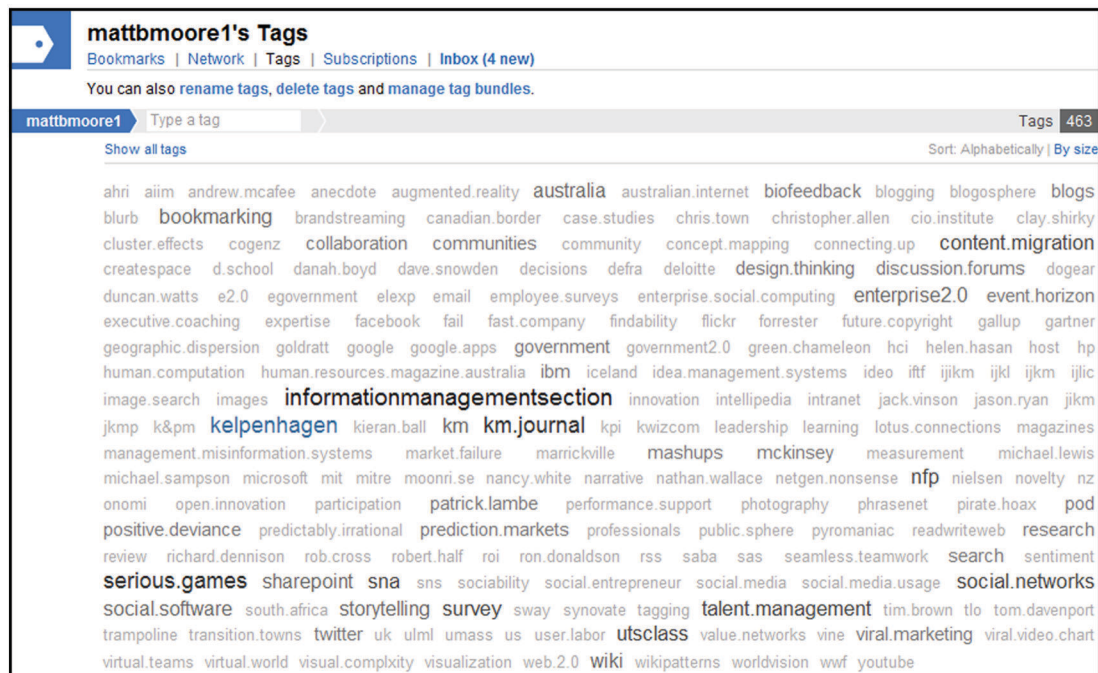 mattbmoore1's Tags
Bookmarks | Network | Tags | Subscriptions | Inbox (4 new)
You can also rename tags, delete tags and manage tag bundles.
mattbmoore1 Type a tag Tags 463
Show all tags Sort: Alphabetically | By size
ahri aiim andrew.mcafee anecdote augmented.reality australia australian.internet biofeedback blogging blogosphere blogs
blurb bookmarking brandstreaming canadian.border case.studies chris.town christopher.allen cio.institute clay.shirky
cluster.effects cogenz collaboration communities community concept.mapping connecting.up content.migration
createspace d.school danah.boyd dave.snowden decisions defra deloitte design.thinking discussion.forums dogear
duncan.watts e2.0 egovernment elexp email employee.surveys enterprise.social.computing enterprise2.0 event.horizon
executive.coaching expertise facebook fail fast.company findability flickr forrester future.copyright gallup gartner
geographic.dispersion goldratt google google.apps government government2.0 green.chameleon hci helen.hasan host hp
human.computation human.resources.magazine.australia ibm iceland idea.management.systems ideo iftf ijikm ijkl ijkm ijlic
image.search images informationmanagementsection innovation intellipedia intranet jack.vinson jason.ryan jikm
jkmp k&pm kelpenhagen kieran.ball km km.journal kpi kwizcom leadership learning lotus.connections magazines
management.misinformation.systems market.failure marrickville mashups mckinsey measurement michael.lewis
michael.sampson microsoft mit mitre moonri.se nancy.white narrative nathan.wallace netgen.nonsense nfp nielsen novelty nz
onomi open.innovation participation patrick.lambe performance.support photography phrasenet pirate.hoax pod
positive.deviance predictably.irrational prediction.markets professionals public.sphere pyromaniac readwriteweb research
review richard.dennison rob.cross robert.half roi ron.donaldson rss saba sas seamless.teamwork search sentiment
serious.games sharepoint sna sns sociability social.entrepreneur social.media social.media.usage social.networks
social.software south.africa storytelling survey sway synovate tagging talent.management tim.brown tlo tom.davenport
trampoline transition.towns twitter uk ulml umass us user.labor utsclass value.networks vine viral.marketing viral.video.chart
virtual.teams virtual.world visual.complxity visualization web.2.0 wiki wikipatterns worldvision wwf youtube